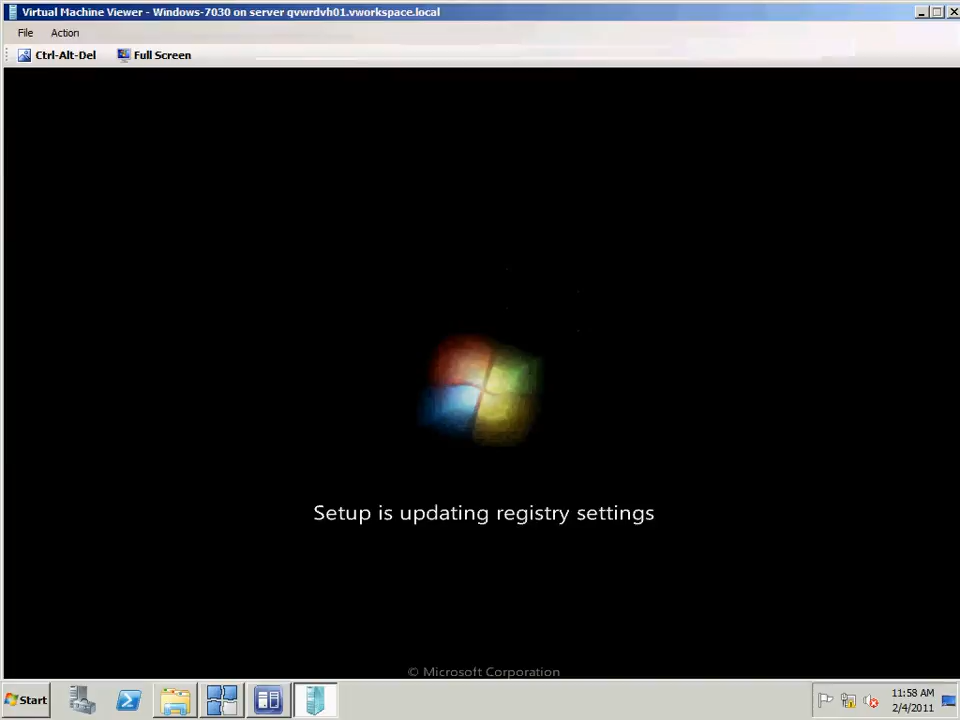 Virtual Machine Viewer - Windows-7030 on server qvwrdvh01.vworkspace.local
File Action
Ctrl-Alt-Del Full Screen
Setup is updating registry settings
© Microsoft Corporation
Start
11:58 AM
2/4/2011